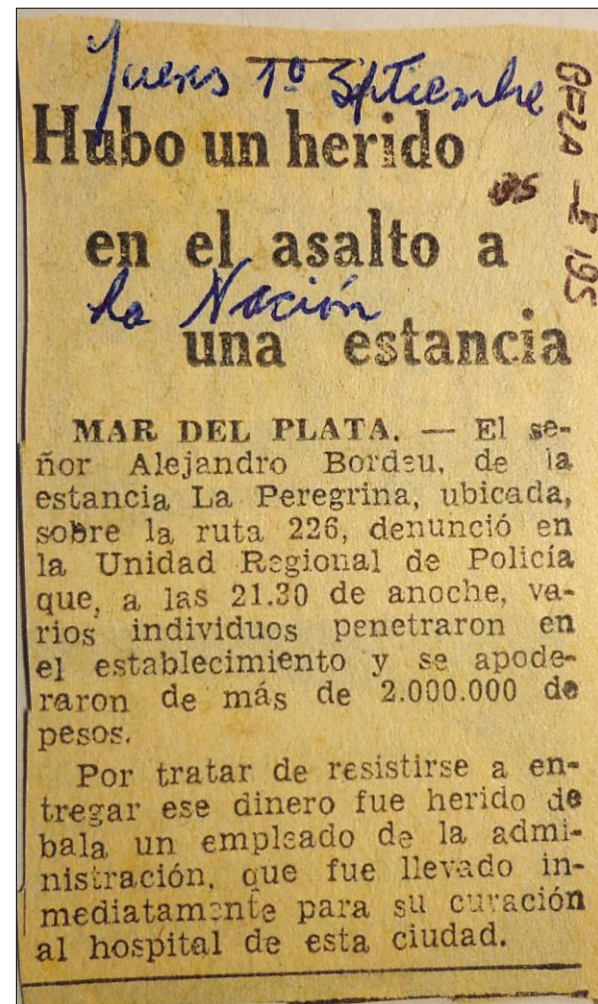 Jueves 1º Septiembre
Hubo un herido
en el asalto a
La Nación
una estancia
MAR DEL PLATA. — El se-
ñor Alejandro Bordeu, de la
estancia La Peregrina, ubicada,
sobre la ruta 226, denunció en
la Unidad Regional de Policía
que, a las 21.30 de anoche, va-
rios individuos penetraron en
el establecimiento y se apode-
raron de más de 2.000.000 de
pesos.
Por tratar de resistirse a en-
tregar ese dinero fue herido de
bala un empleado de la admi-
nistración, que fue llevado in-
mediatamente para su curación
al hospital de esta ciudad.